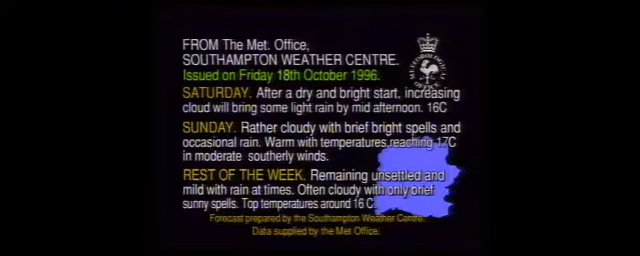 FROM The Met. Office,
SOUTHAMPTON WEATHER CENTRE.
Issued on Friday 18th October 1996.
SATURDAY. After a dry and bright start, increasing
cloud will bring some light rain by mid afternoon. 16C
SUNDAY. Rather cloudy with brief bright spells and
occasional rain. Warm with temperatures reaching 17C
in moderate southerly winds.
REST OF THE WEEK. Remaining unsettled and
mild with rain at times. Often cloudy with only brief
sunny spells. Top temperatures around 16 C.
Forecast prepared by the Southampton Weather Centre.
Data supplied by the Met Office.
METEOROLOGICAL OFFICE